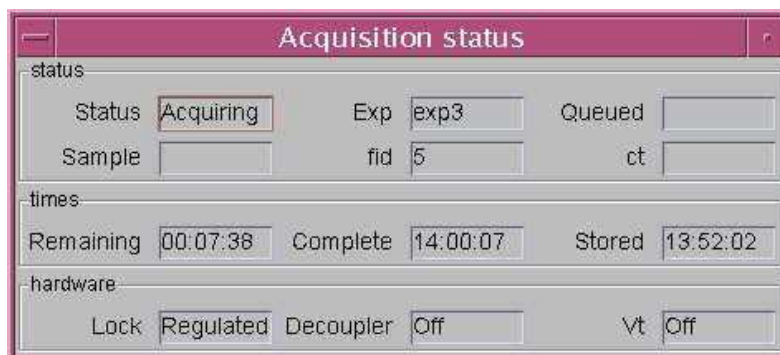 Acquisition status
status
Status Acquiring Exp exp3 Queued
Sample fid 5 ct
times
Remaining 00:07:38 Complete 14:00:07 Stored 13:52:02
hardware
Lock Regulated Decoupler Off Vt Off